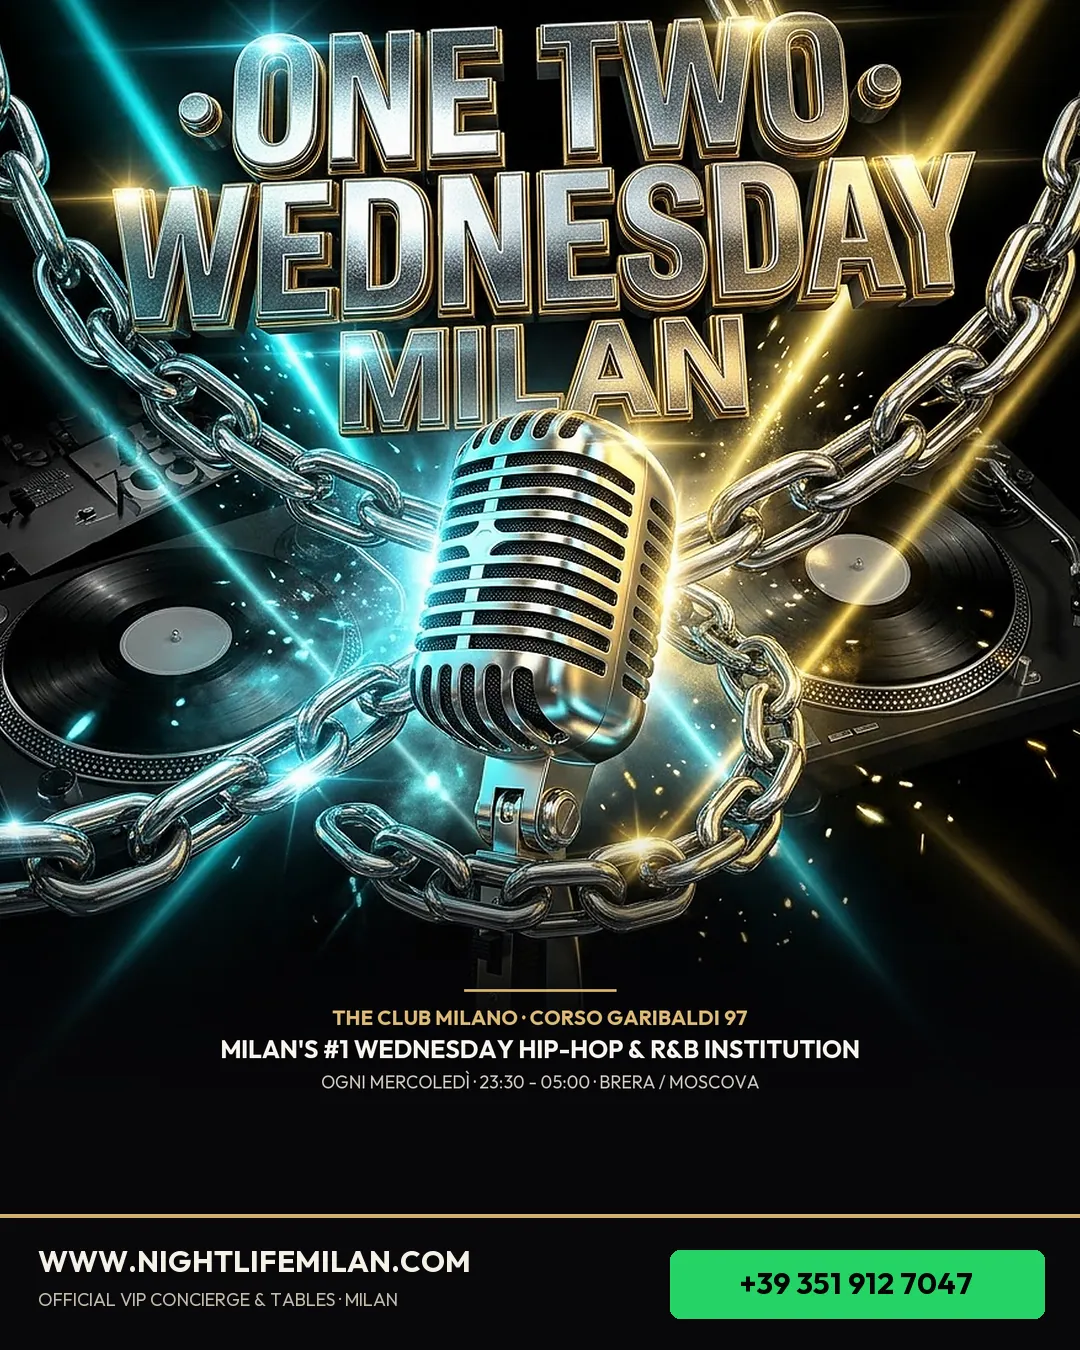 • ONE TWO •
WEDNESDAY
MILAN
THE CLUB MILANO · CORSO GARIBALDI 97
MILAN'S #1 WEDNESDAY HIP-HOP & R&B INSTITUTION
OGNI MERCOLEDÌ · 23:30 - 05:00 · BRERA / MOSCOVA
WWW.NIGHTLIFEMILAN.COM
OFFICIAL VIP CONCIERGE & TABLES · MILAN
+39 351 912 7047